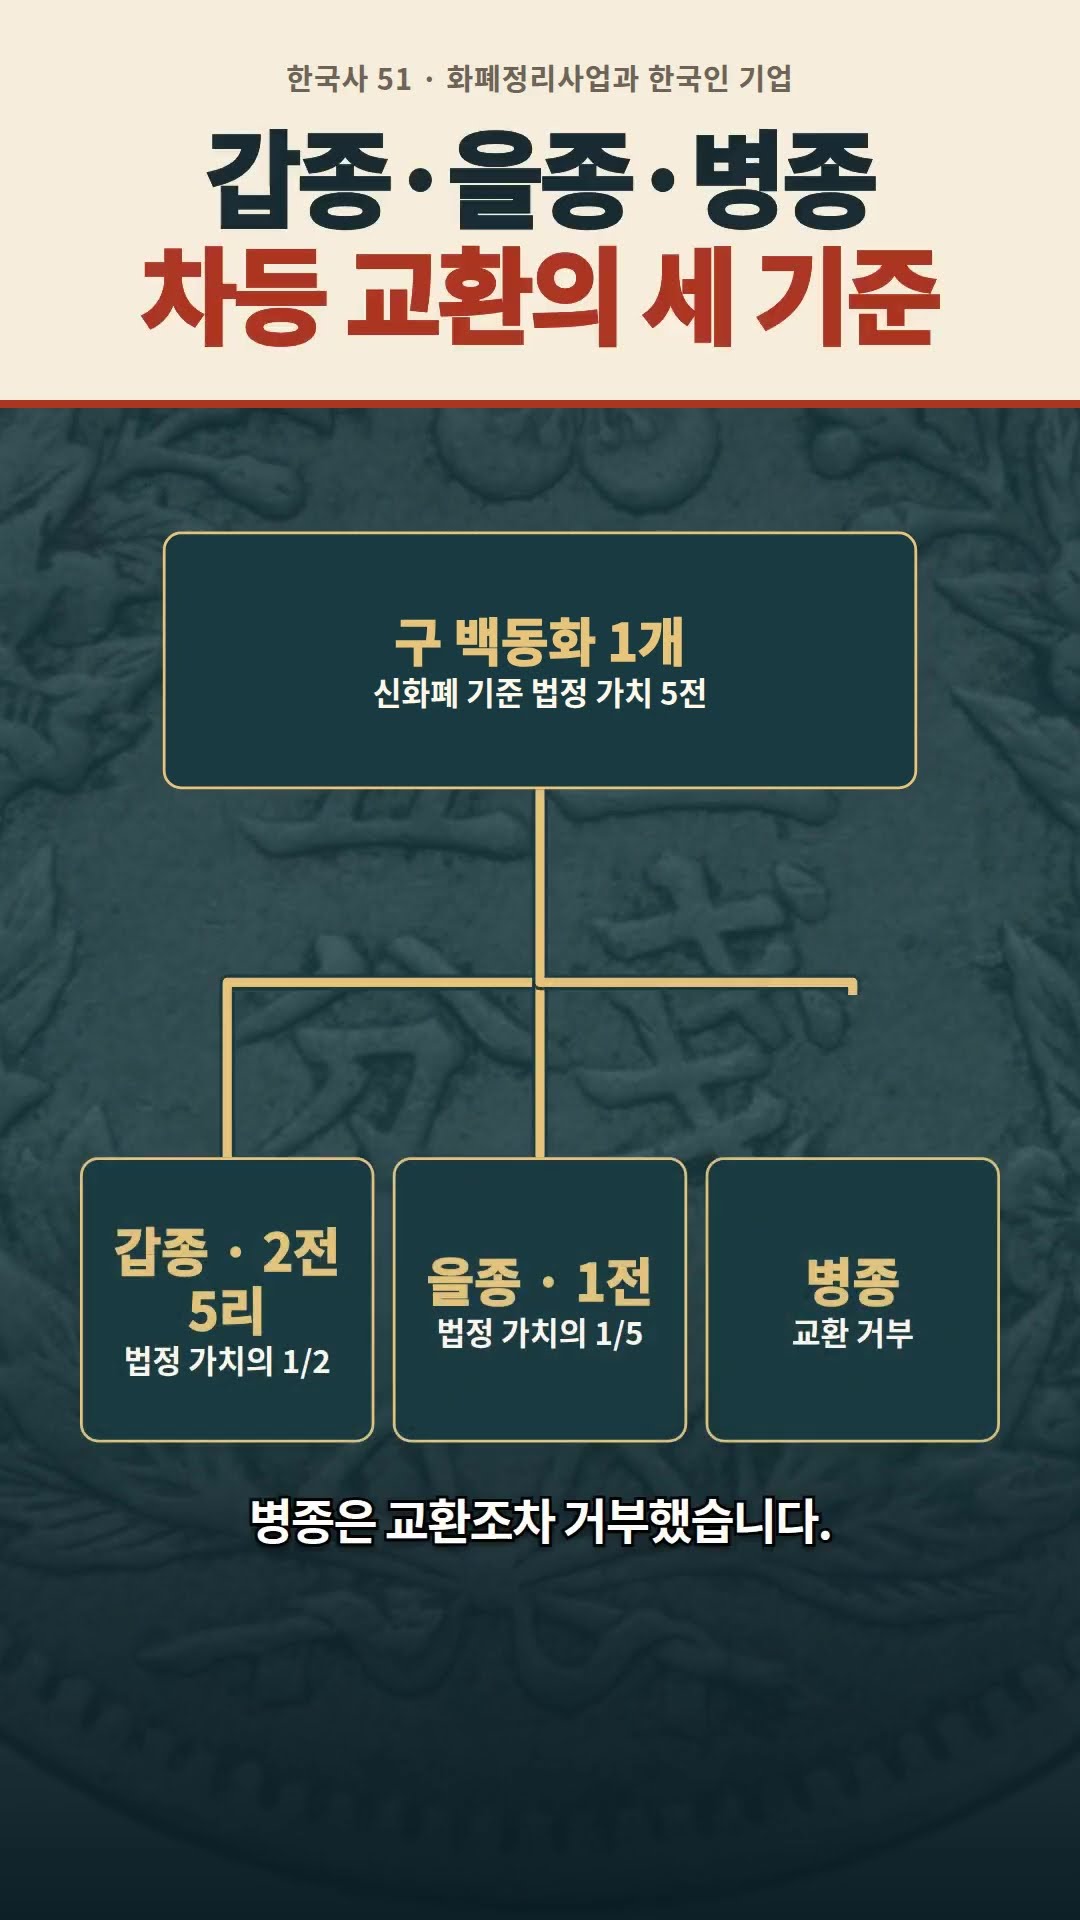 한국사 51 · 화폐정리사업과 한국인 기업
갑종·을종·병종
차등 교환의 세 기준
구 백동화 1개
신화폐 기준 법정 가치 5전
갑종 · 2전
5리
법정 가치의 1/2
을종 · 1전
법정 가치의 1/5
병종
교환 거부
병종은 교환조차 거부했습니다.